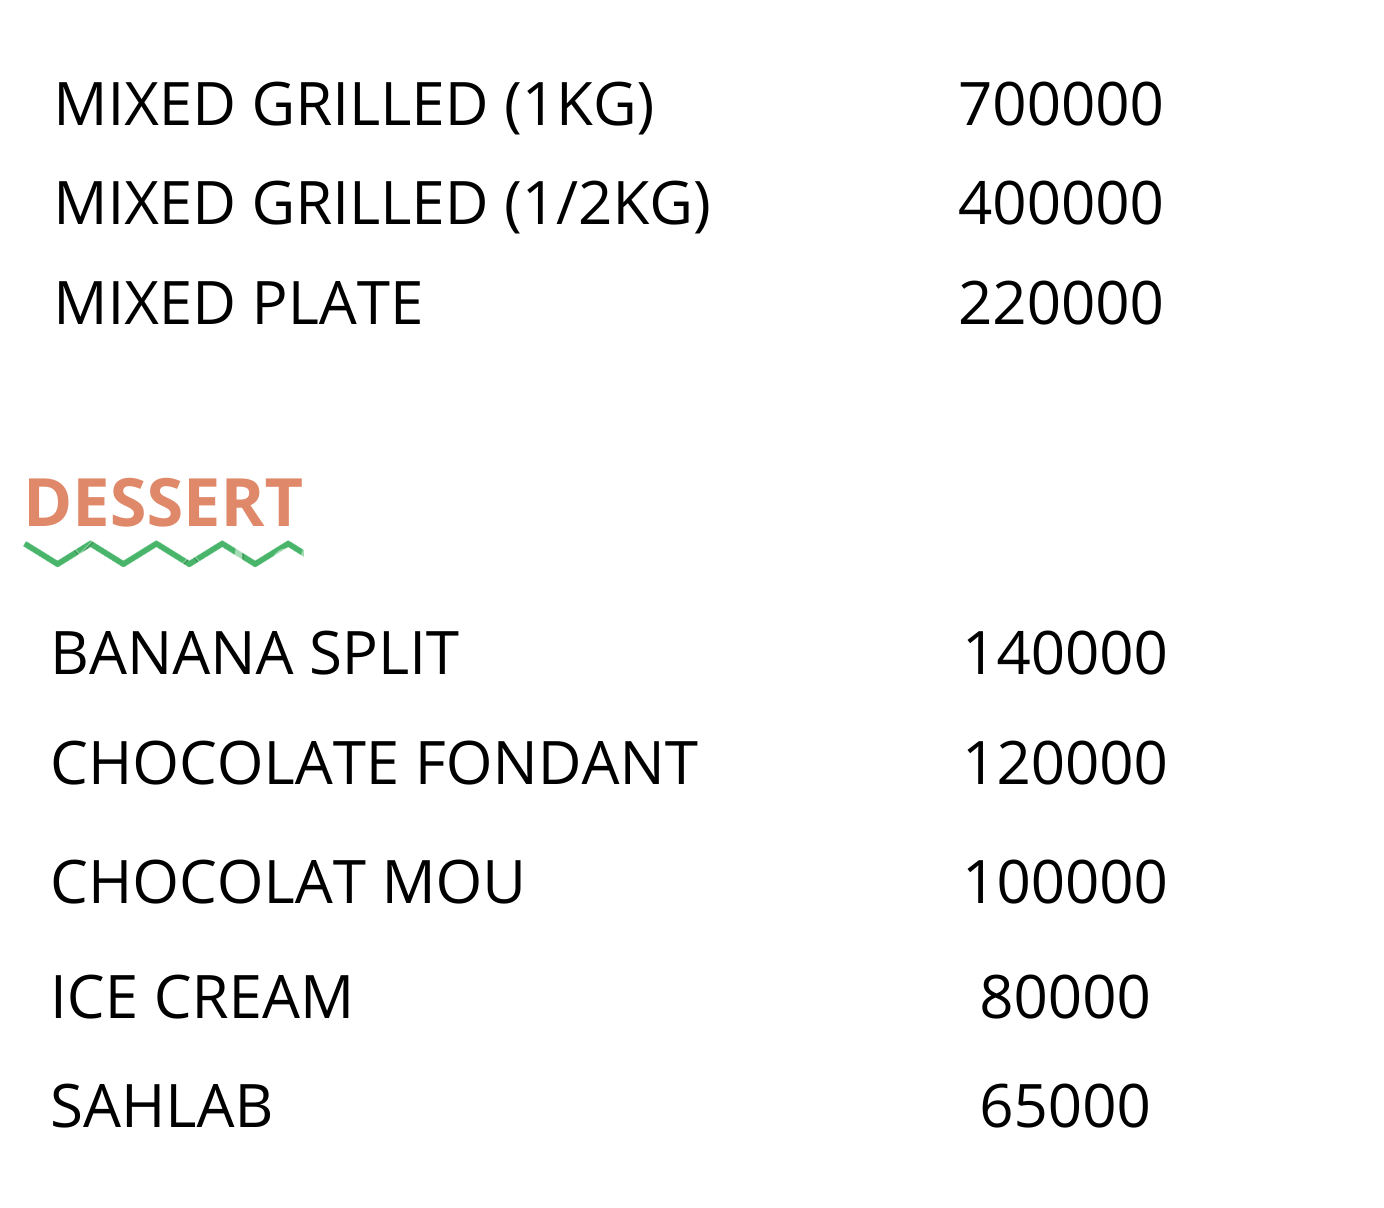 MIXED GRILLED (1KG) 700000
MIXED GRILLED (1/2KG) 400000
MIXED PLATE 220000
DESSERT
BANANA SPLIT 140000
CHOCOLATE FONDANT 120000
CHOCOLAT MOU 100000
ICE CREAM 80000
SAHLAB 65000